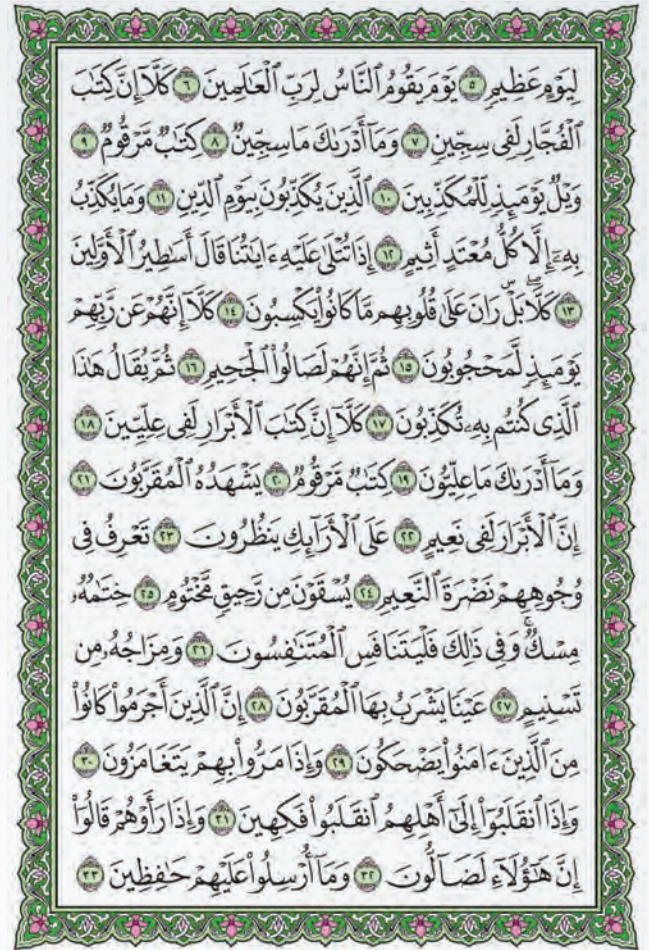 لِيَوْمٍ عَظِيمٍ ٥ يَوْمَ يَقُومُ ٱلنَّاسُ لِرَبِّ ٱلْعَٰلَمِينَ ٦ كَلَّآ إِنَّ كِتَٰبَ
ٱلْفُجَّارِ لَفِى سِجِّينٍ ٧ وَمَآ أَدْرَىٰكَ مَا سِجِّينٌ ٨ كِتَٰبٌ مَّرْقُومٌ ٩
وَيْلٌ يَوْمَئِذٍ لِّلْمُكَذِّبِينَ ١٠ ٱلَّذِينَ يُكَذِّبُونَ بِيَوْمِ ٱلدِّينِ ١١ وَمَا يُكَذِّبُ
بِهِۦٓ إِلَّا كُلُّ مُعْتَدٍ أَثِيمٍ ١٢ إِذَا تُتْلَىٰ عَلَيْهِ ءَايَٰتُنَا قَالَ أَسَٰطِيرُ ٱلْأَوَّلِينَ
١٣ كَلَّا ۖ بَلْ ۜ رَانَ عَلَىٰ قُلُوبِهِم مَّا كَانُوا۟ يَكْسِبُونَ ١٤ كَلَّآ إِنَّهُمْ عَن رَّبِّهِمْ
يَوْمَئِذٍ لَّمَحْجُوبُونَ ١٥ ثُمَّ إِنَّهُمْ لَصَالُوا۟ ٱلْجَحِيمِ ١٦ ثُمَّ يُقَالُ هَٰذَا
ٱلَّذِى كُنتُم بِهِۦ تُكَذِّبُونَ ١٧ كَلَّآ إِنَّ كِتَٰبَ ٱلْأَبْرَارِ لَفِى عِلِّيِّينَ ١٨
وَمَآ أَدْرَىٰكَ مَا عِلِّيُّونَ ١٩ كِتَٰبٌ مَّرْقُومٌ ٢٠ يَشْهَدُهُ ٱلْمُقَرَّبُونَ ٢١
إِنَّ ٱلْأَبْرَارَ لَفِى نَعِيمٍ ٢٢ عَلَى ٱلْأَرَآئِكِ يَنظُرُونَ ٢٣ تَعْرِفُ فِى
وُجُوهِهِمْ نَضْرَةَ ٱلنَّعِيمِ ٢٤ يُسْقَوْنَ مِن رَّحِيقٍ مَّخْتُومٍ ٢٥ خِتَٰمُهُۥ
مِسْكٌ ۚ وَفِى ذَٰلِكَ فَلْيَتَنَافَسِ ٱلْمُتَنَٰفِسُونَ ٢٦ وَمِزَاجُهُۥ مِن
تَسْنِيمٍ ٢٧ عَيْنًا يَشْرَبُ بِهَا ٱلْمُقَرَّبُونَ ٢٨ إِنَّ ٱلَّذِينَ أَجْرَمُوا۟ كَانُوا۟
مِنَ ٱلَّذِينَ ءَامَنُوا۟ يَضْحَكُونَ ٢٩ وَإِذَا مَرُّوا۟ بِهِمْ يَتَغَامَزُونَ ٣٠
وَإِذَا ٱنقَلَبُوٓا۟ إِلَىٰٓ أَهْلِهِمُ ٱنقَلَبُوا۟ فَكِهِينَ ٣١ وَإِذَا رَأَوْهُمْ قَالُوٓا۟
إِنَّ هَٰٓؤُلَآءِ لَضَآلُّونَ ٣٢ وَمَآ أُرْسِلُوا۟ عَلَيْهِمْ حَٰفِظِينَ ٣٣